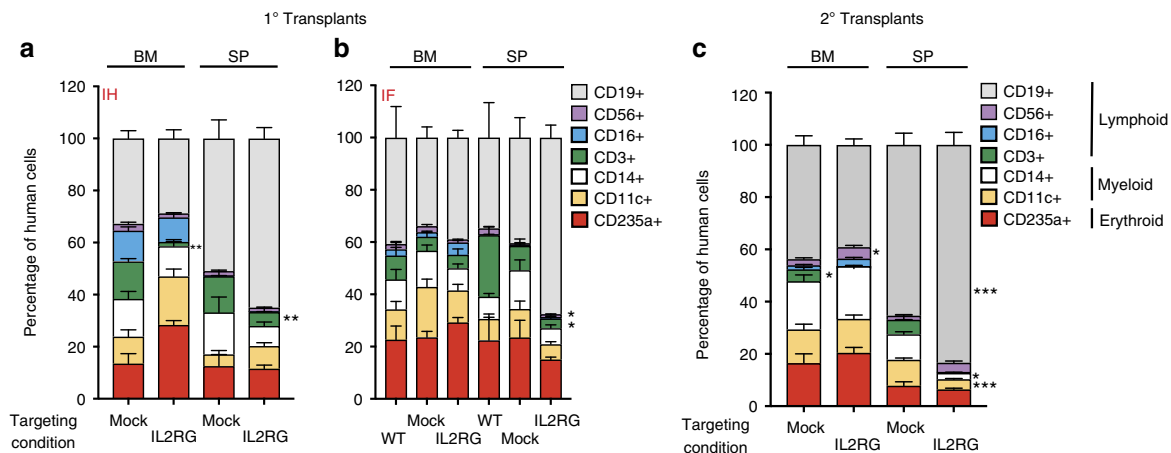 1° Transplants
2° Transplants
a
b
c
BM
SP
BM
SP
BM
SP
IH
IF
Percentage of human cells
120
100
80
60
40
20
0
**
**
Targeting
condition
Mock
IL2RG
Mock
IL2RG
120
100
80
60
40
20
0
*
*
WT
Mock
IL2RG
WT
Mock
IL2RG
CD19+
CD56+
CD16+
CD3+
CD14+
CD11c+
CD235a+
Percentage of human cells
120
100
80
60
40
20
0
*
*
***
*
***
Targeting
condition
Mock
IL2RG
Mock
IL2RG
CD19+
CD56+
CD16+
CD3+
CD14+
CD11c+
CD235a+
Lymphoid
Myeloid
Erythroid